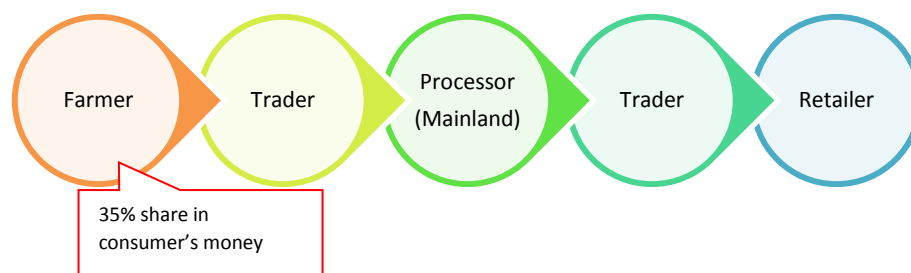 Farmer
Trader
Processor
(Mainland)
Trader
Retailer
35% share in
consumer’s money